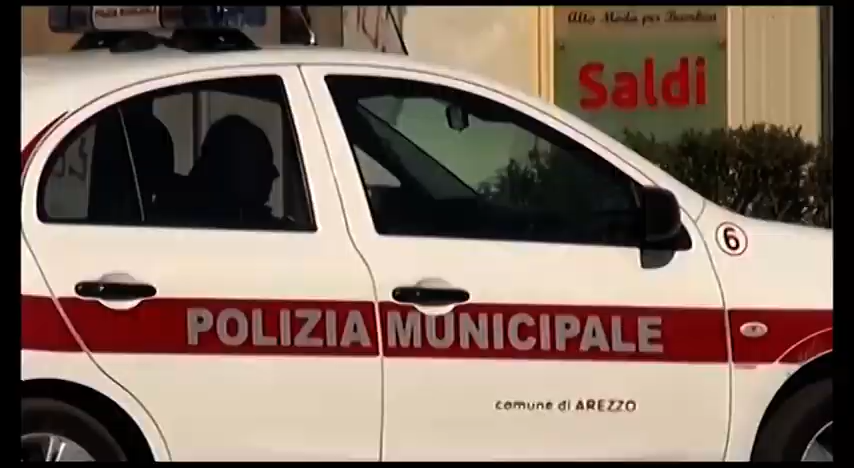 Alta Moda per Bambini
Saldi
6
POLIZIA MUNICIPALE
comune di AREZZO